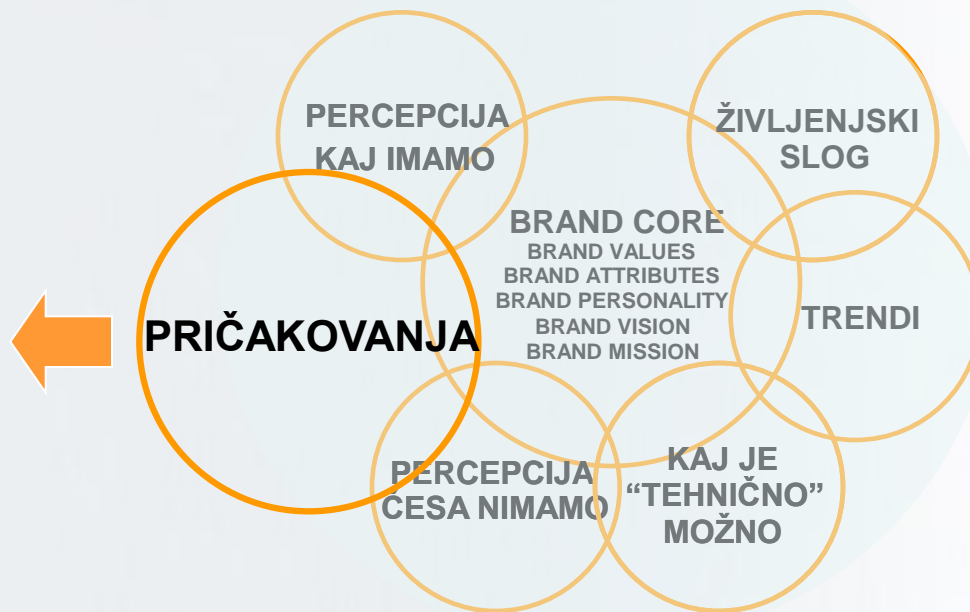 PERCEPCIJA
KAJ IMAMO
ŽIVLJENJSKI
SLOG
BRAND CORE
BRAND VALUES
BRAND ATTRIBUTES
BRAND PERSONALITY
BRAND VISION
BRAND MISSION
PRIČAKOVANJA
TRENDI
PERCEPCIJA
ČESA NIMAMO
KAJ JE
“TEHNIČNO”
MOŽNO